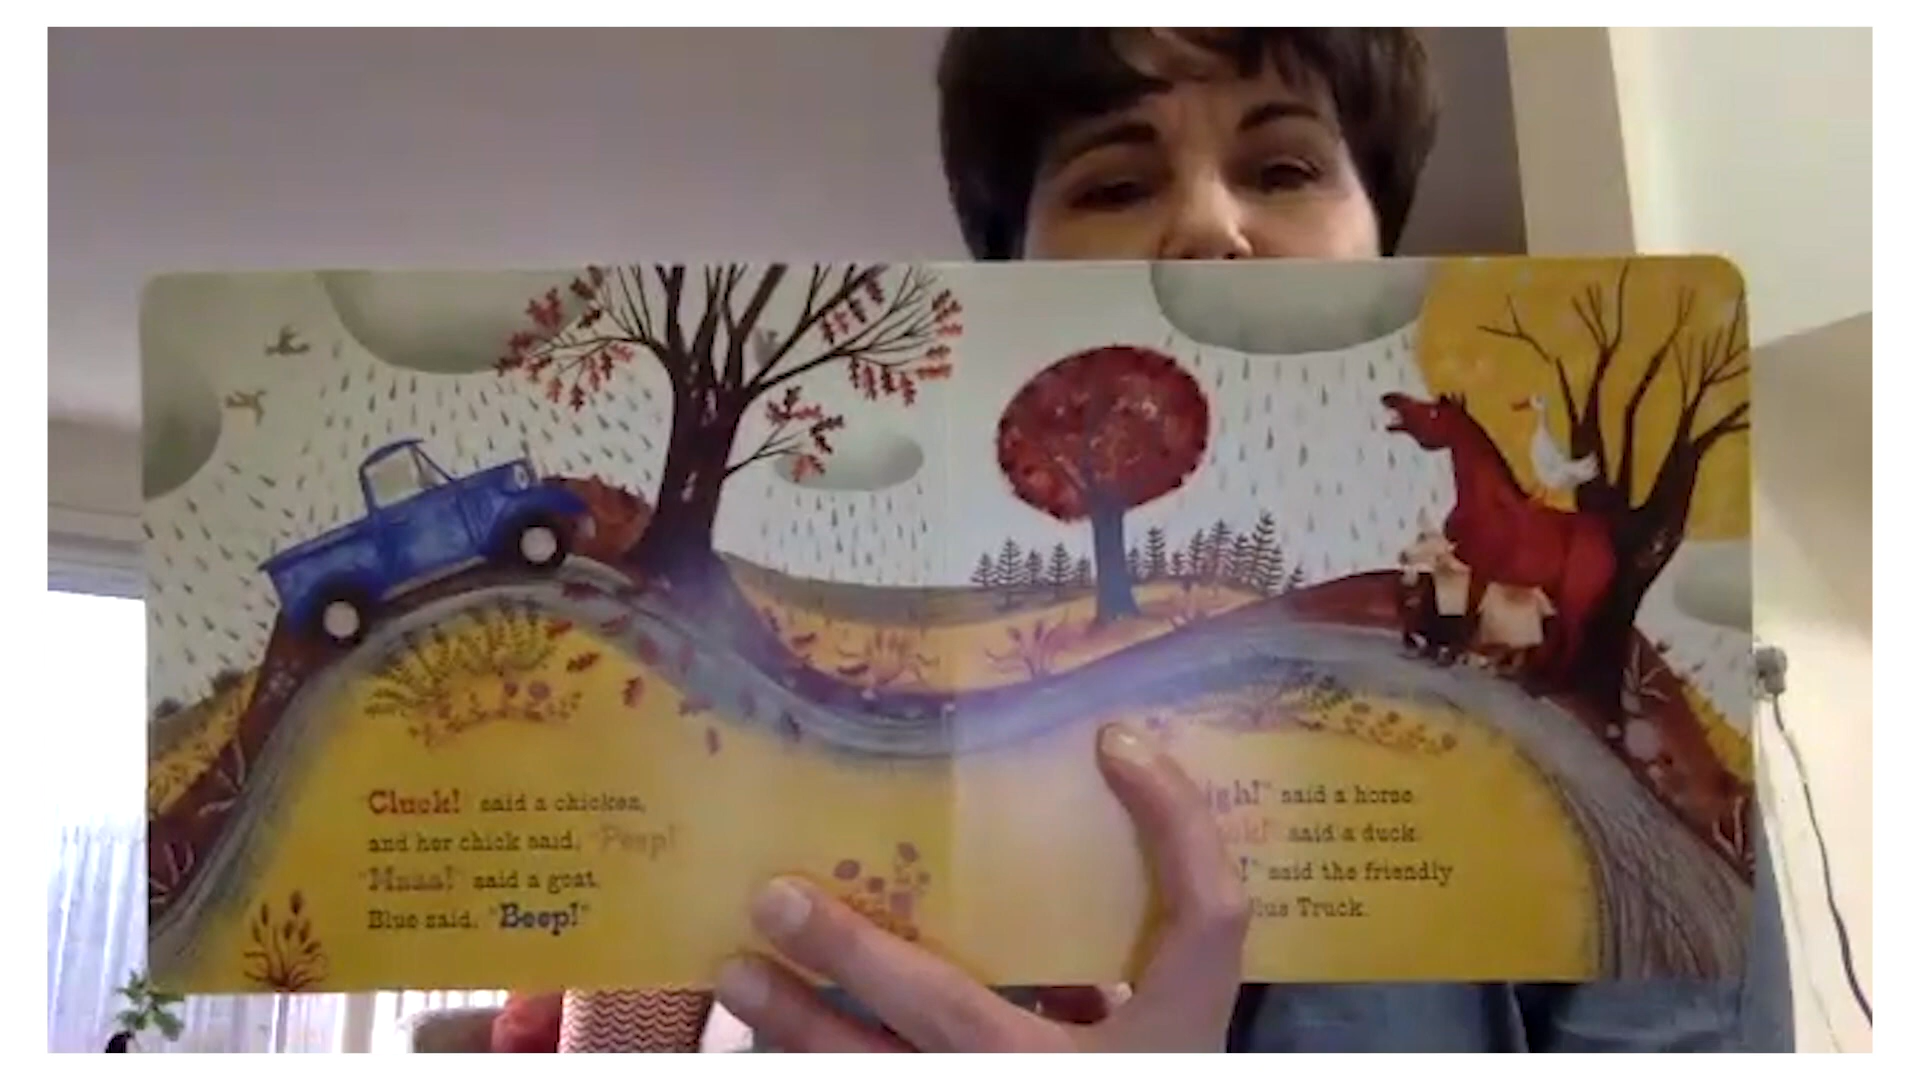 Cluck!" said a chicken,
and her chick said, "Peep!"
"Maaa!" said a goat.
Blue said, "Beep!"
said a horse.
said a duck.
said the friendly
Truck.